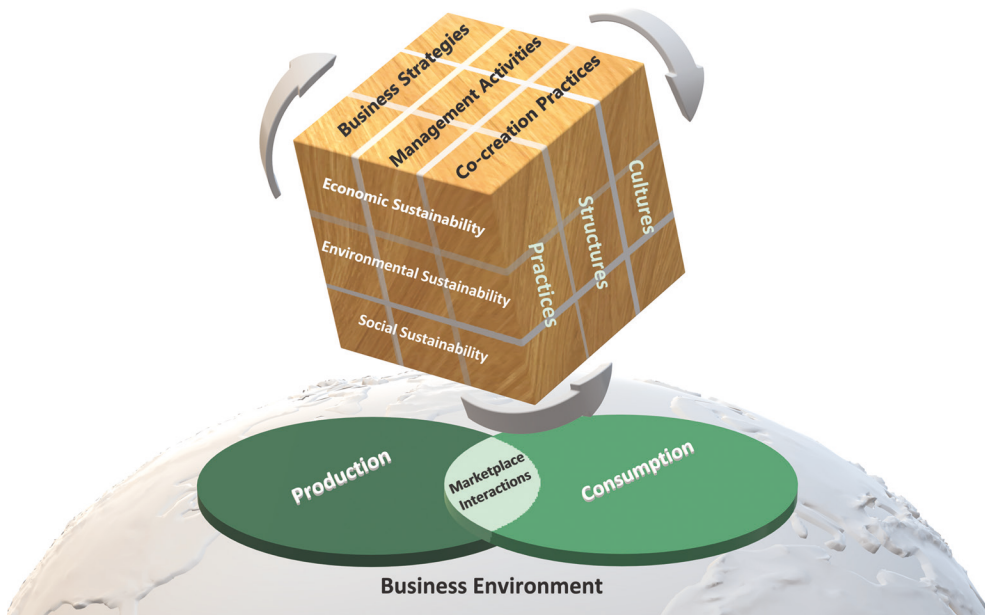 Business Strategies
Management Activities
Co-creation Practices
Economic Sustainability
Environmental Sustainability
Social Sustainability
Practices
Structures
Cultures
Production
Marketplace
Interactions
Consumption
Business Environment